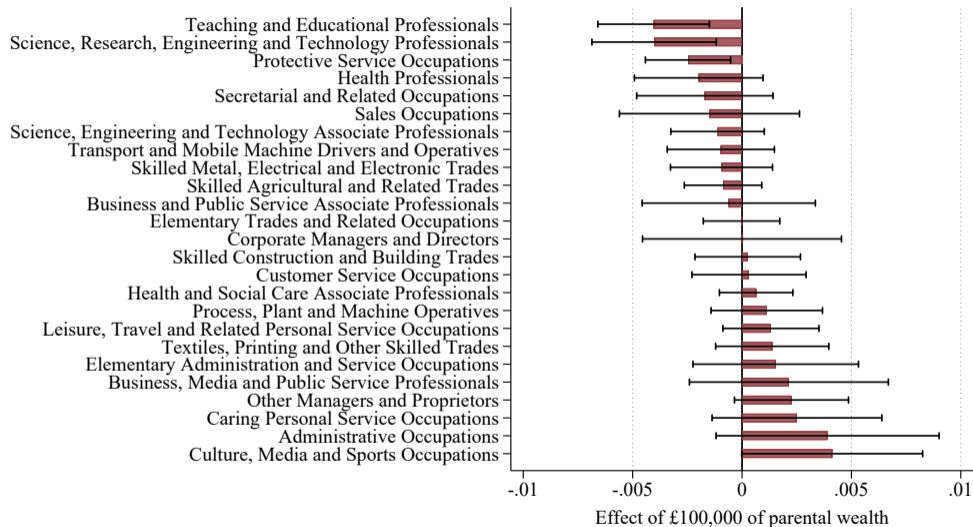 Teaching and Educational Professionals
Science, Research, Engineering and Technology Professionals
Protective Service Occupations
Health Professionals
Secretarial and Related Occupations
Sales Occupations
Science, Engineering and Technology Associate Professionals
Transport and Mobile Machine Drivers and Operatives
Skilled Metal, Electrical and Electronic Trades
Skilled Agricultural and Related Trades
Business and Public Service Associate Professionals
Elementary Trades and Related Occupations
Corporate Managers and Directors
Skilled Construction and Building Trades
Customer Service Occupations
Health and Social Care Associate Professionals
Process, Plant and Machine Operatives
Leisure, Travel and Related Personal Service Occupations
Textiles, Printing and Other Skilled Trades
Elementary Administration and Service Occupations
Business, Media and Public Service Professionals
Other Managers and Proprietors
Caring Personal Service Occupations
Administrative Occupations
Culture, Media and Sports Occupations
-.01 -.005 0 .005 .01
Effect of £100,000 of parental wealth